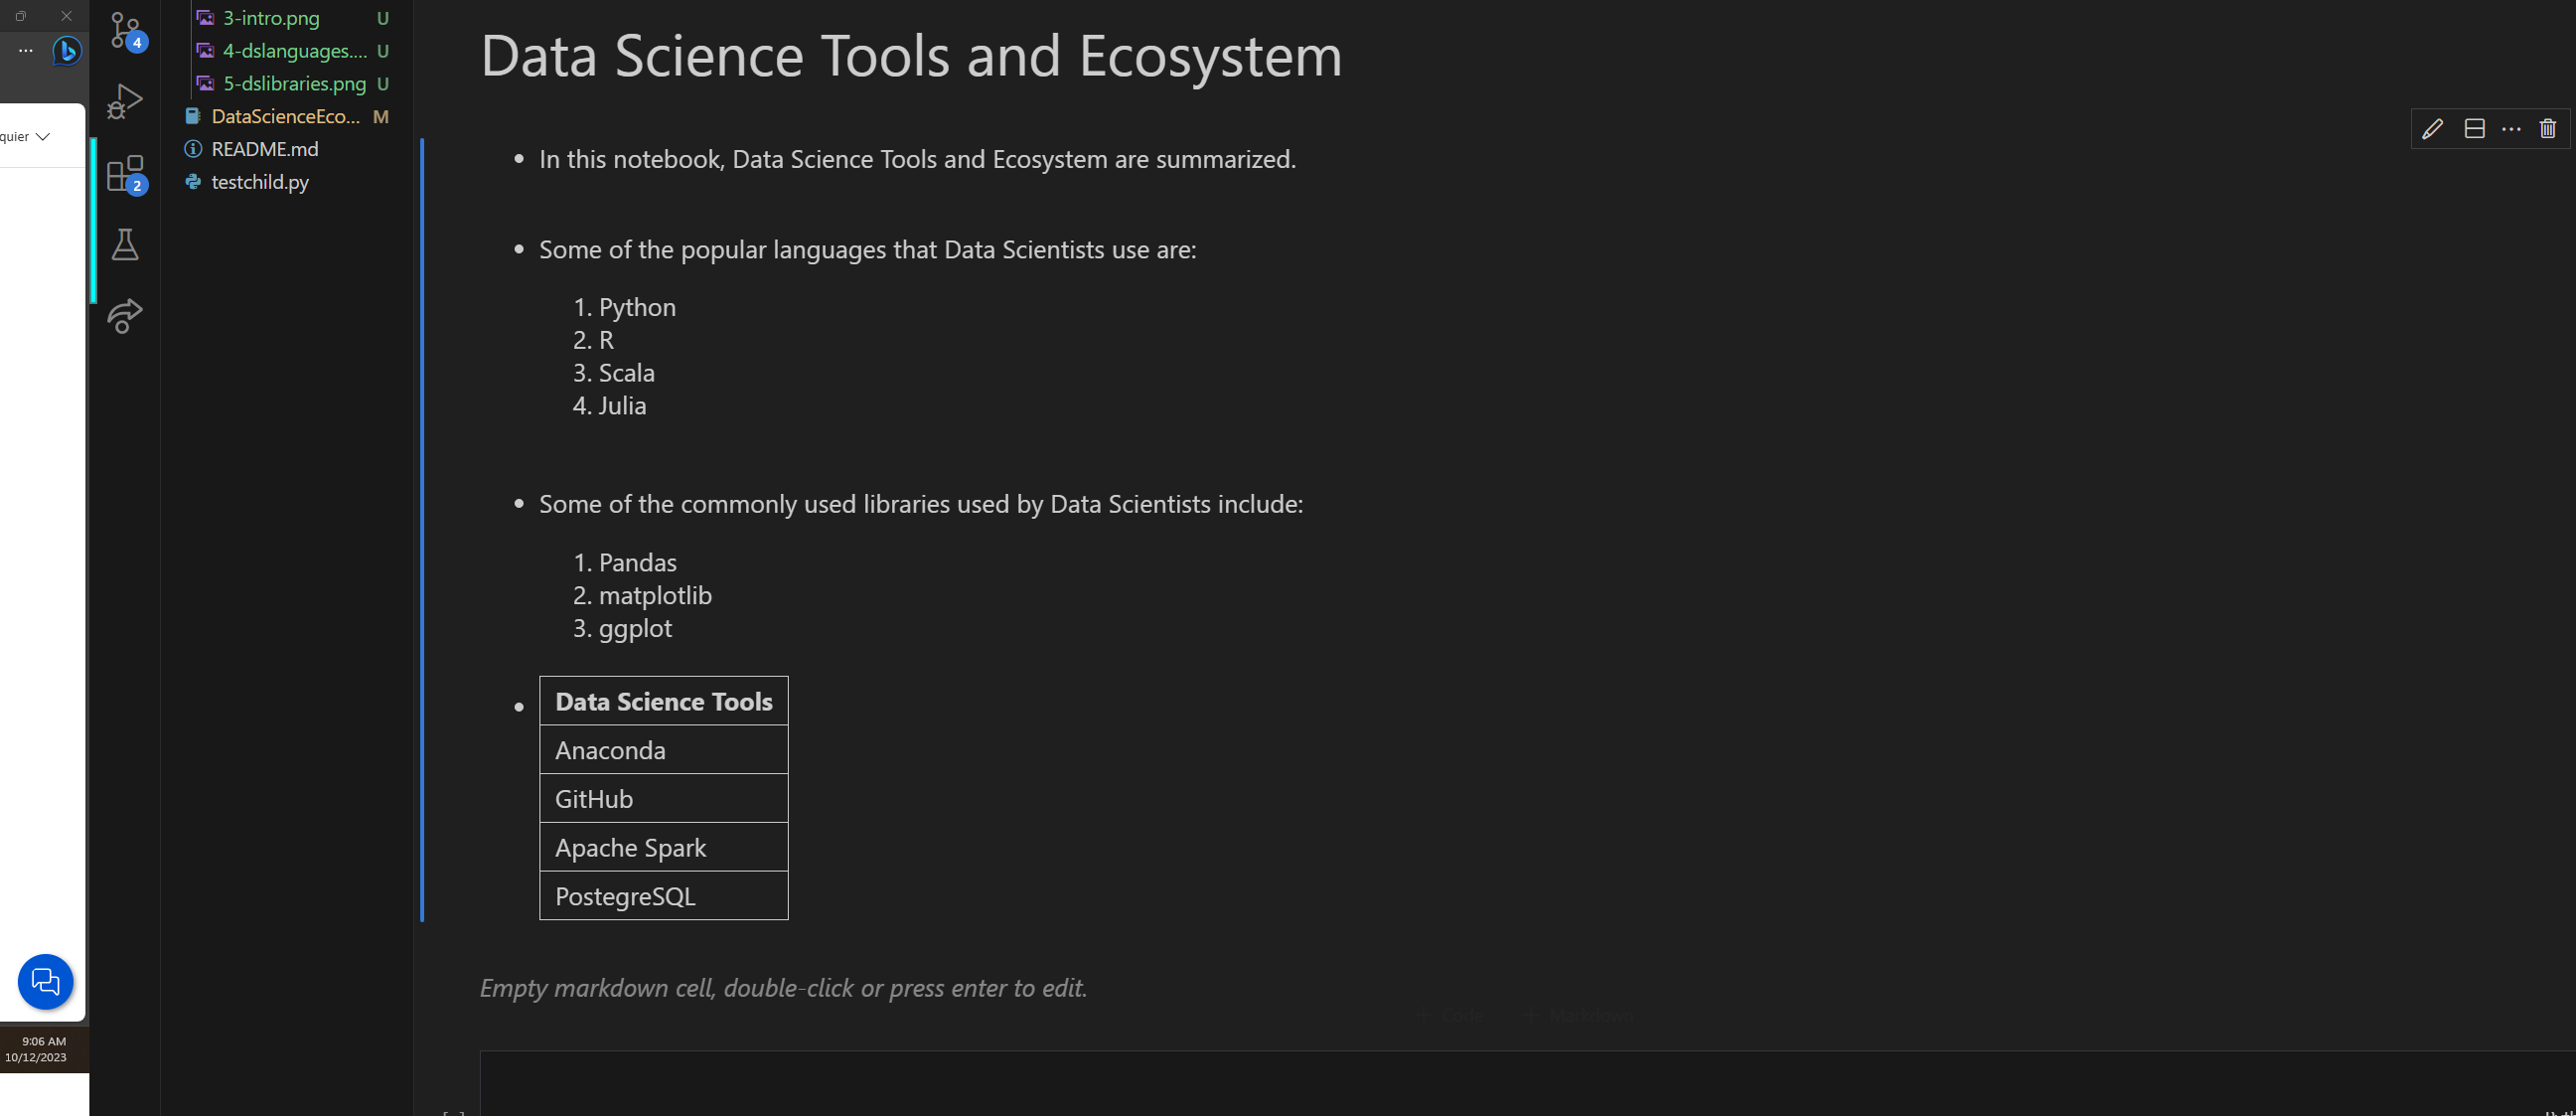 quier
9:06 AM
10/12/2023
4
2
3-intro.png U
4-dslanguages.... U
5-dslibraries.png U
DataScienceEco... M
README.md
testchild.py
Data Science Tools and Ecosystem
• In this notebook, Data Science Tools and Ecosystem are summarized.
• Some of the popular languages that Data Scientists use are:
1. Python
2. R
3. Scala
4. Julia
• Some of the commonly used libraries used by Data Scientists include:
1. Pandas
2. matplotlib
3. ggplot
• Data Science Tools
Anaconda
GitHub
Apache Spark
PostegreSQL
Empty markdown cell, double-click or press enter to edit.
+ Code + Markdown